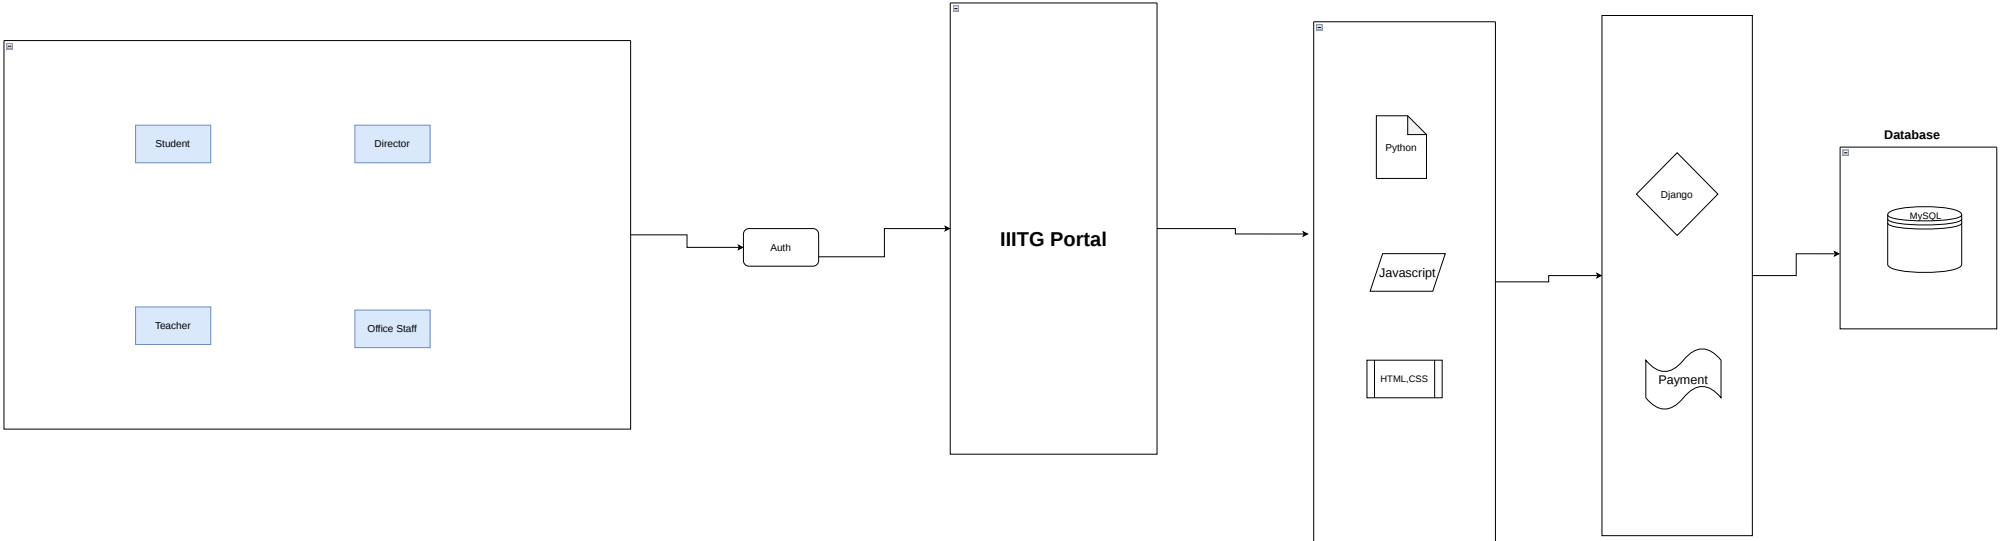 Student
Director
Teacher
Office Staff
Auth
IIITG Portal
Python
Javascript
HTML,CSS
Django
Payment
Database
MySQL